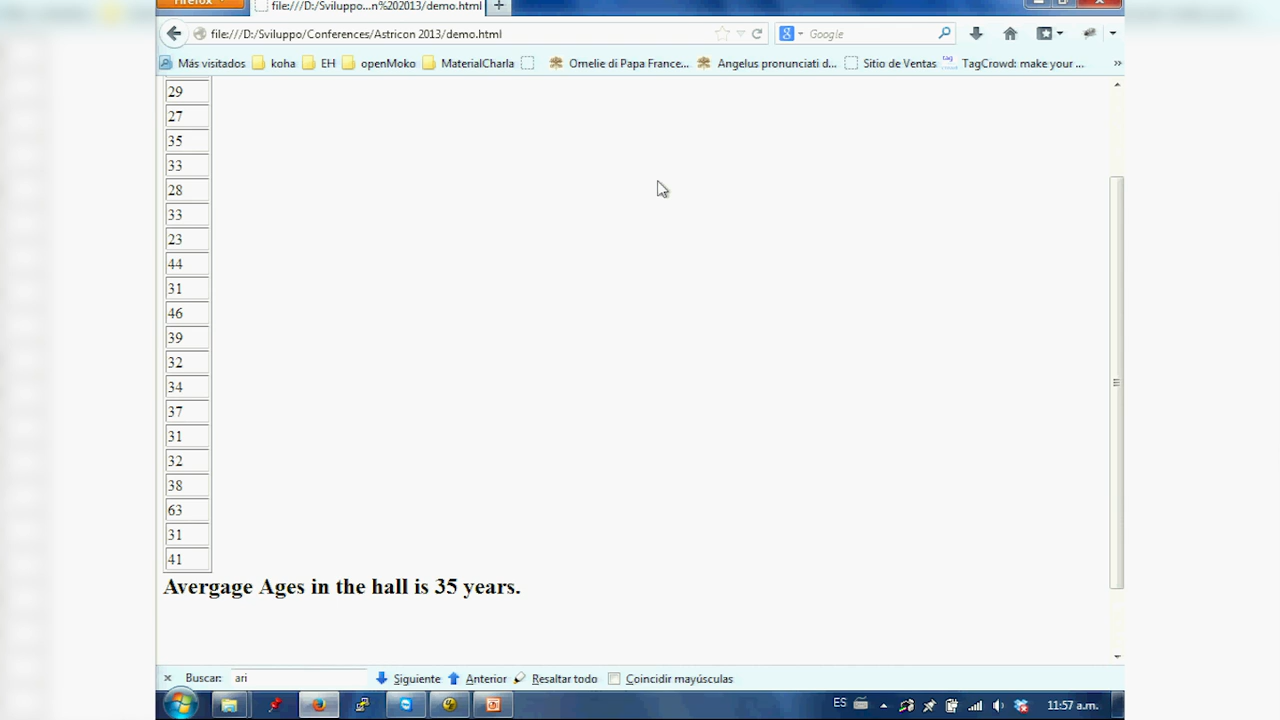 Firefox
file:///D:/Sviluppo...n%202013/demo.html
file:///D:/Sviluppo/Conferences/Astricon 2013/demo.html
Google
Más visitados koha EH openMoko MaterialCharla Omelie di Papa France... Angelus pronunciati d... Sitio de Ventas tag TagCrowd: make your ... »
29
27
35
33
28
33
23
44
31
46
39
32
34
37
31
32
38
63
31
41
Avergage Ages in the hall is 35 years.
Buscar: ari Siguiente Anterior Resaltar todo Coincidir mayúsculas
ES 11:57 a.m.